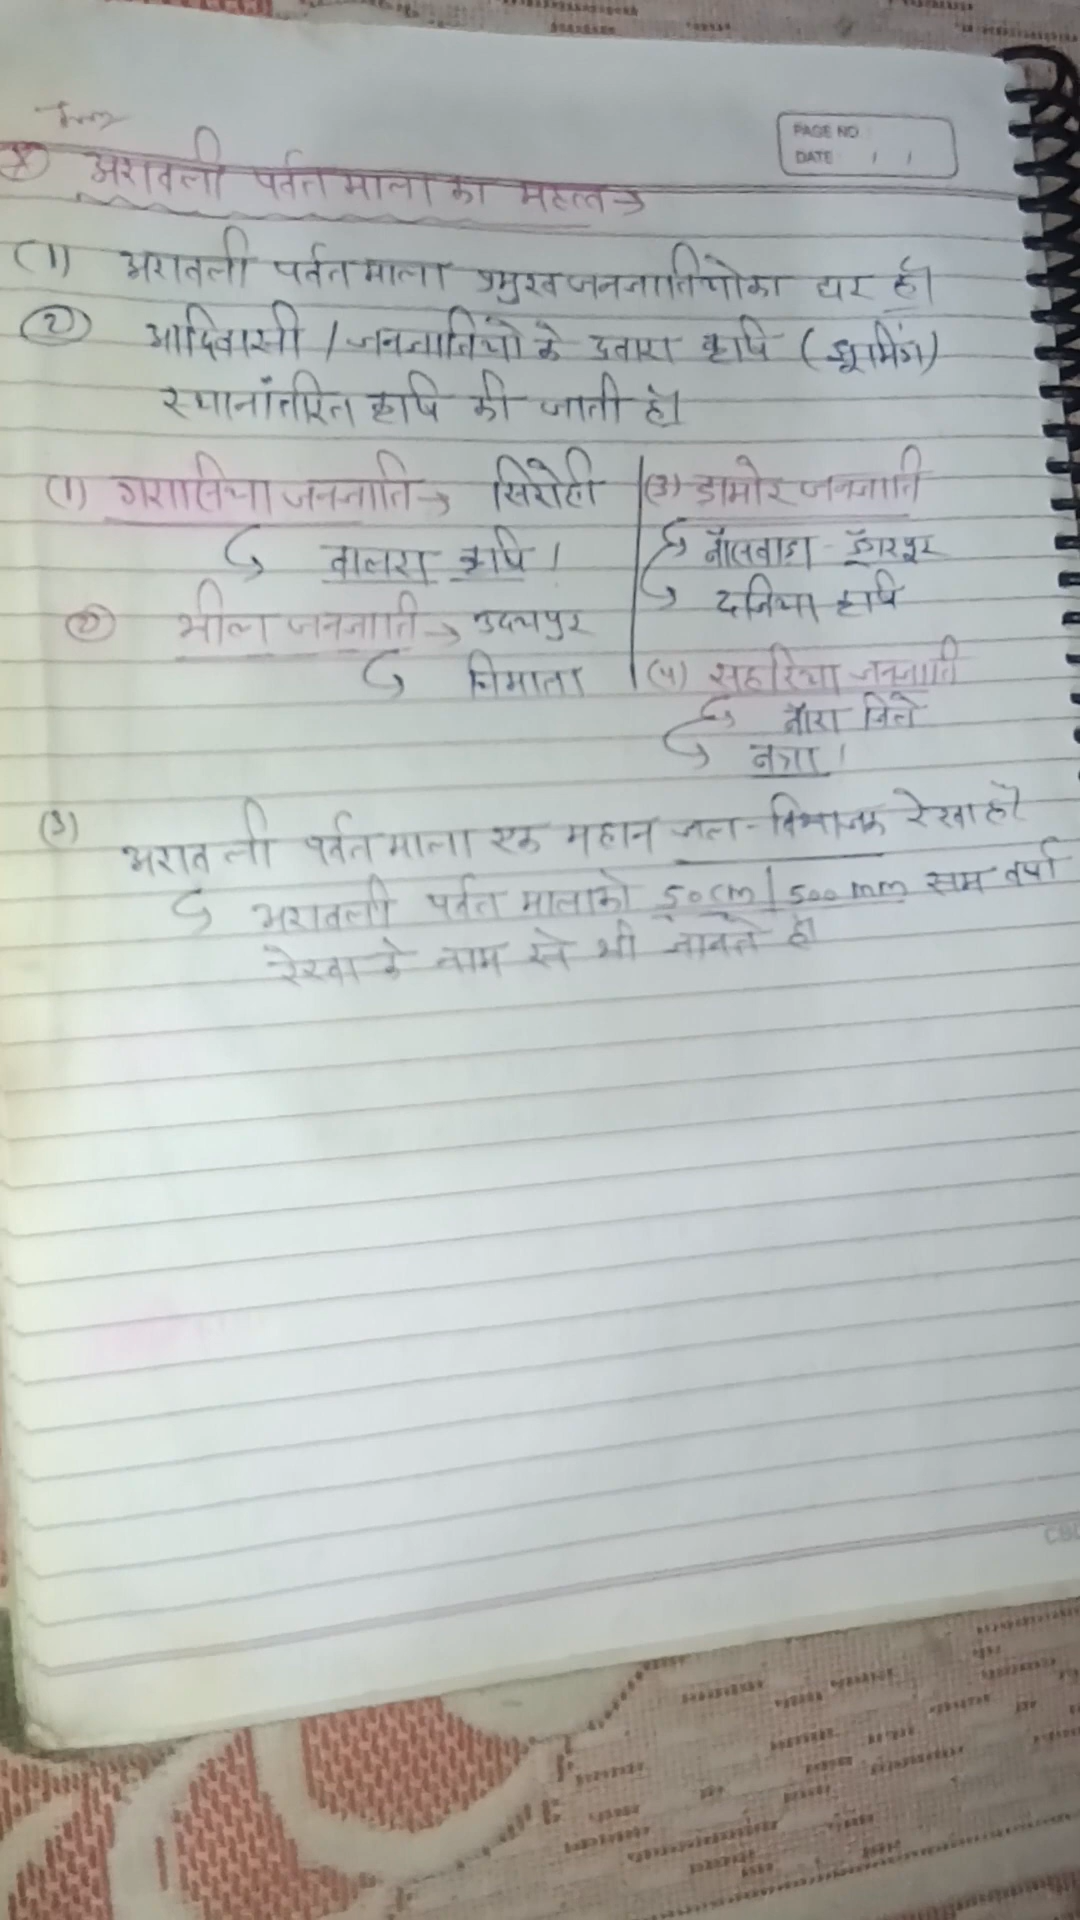 Imp
PAGE NO.
DATE / /
* अरावली पर्वत माला का महत्व →
(1) अरावली पर्वत माला प्रमुख जनजातियोका घर हैं।
(2) आदिवासी / जनजातियो के द्वारा कृषि (झूमिंग)
स्थानांतरित कृषि की जाती हैं।
(1) गरासिया जनजाति → सिरोही
वालरा कृषि ।
(2) भील जनजाति → उदयपुर
चिमाता
(3) डामोर जनजाति
बाँसवाडा - डूंगरपुर
दजिया कृषि
(4) सहरिया जनजाति
बाँरा जिले
(3) अरावली पर्वत माला एक महान जल-विभाजक रेखा हैं
अरावली पर्वत मालाको 50cm / 500 mm सम वर्षा
रेखा के नाम से भी जानते हैं।